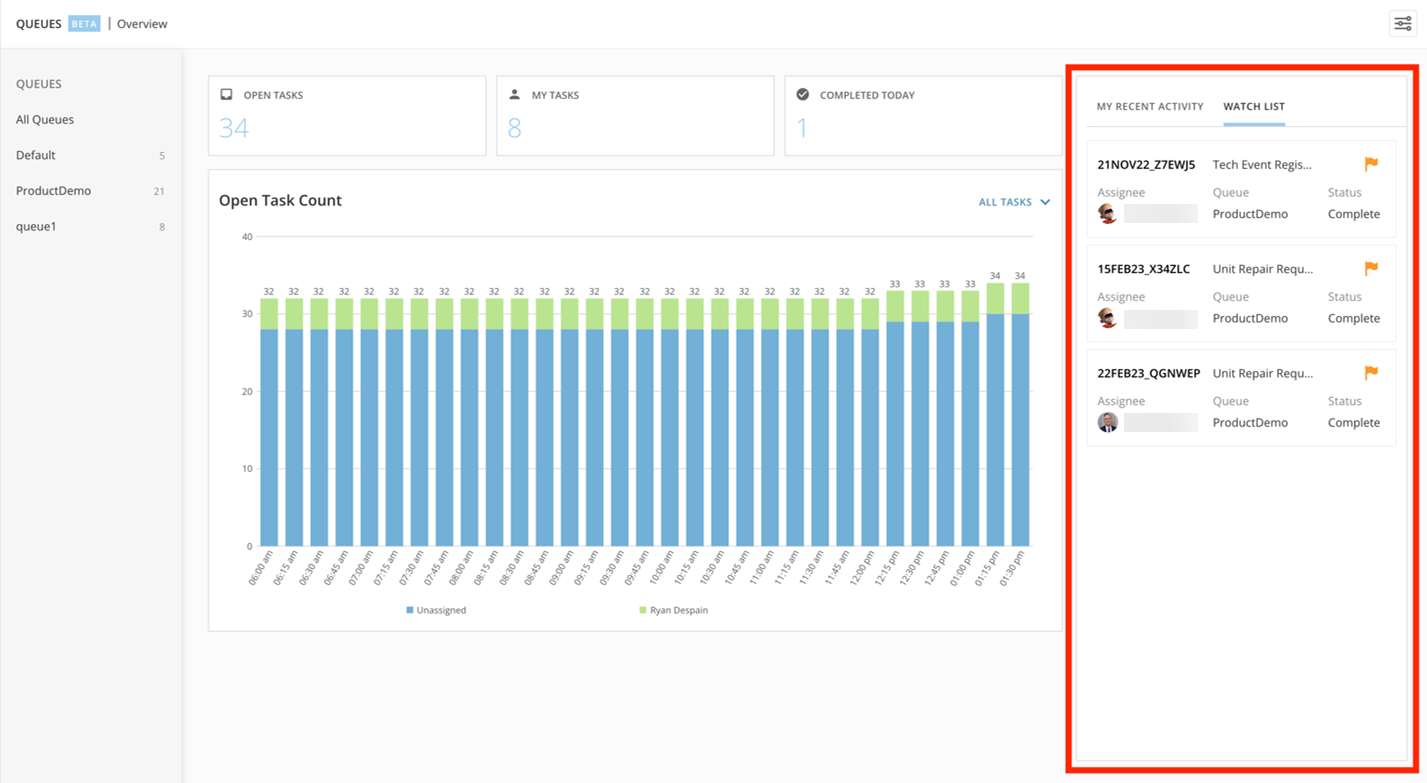 QUEUES BETA | Overview
QUEUES
All Queues
Default 5
ProductDemo 21
queue1 8
OPEN TASKS
34
MY TASKS
8
COMPLETED TODAY
1
Open Task Count
ALL TASKS
40
30
20
10
0
32 32 32 32 32 32 32 32 32 32 32 32 32 32 32 32 32 32 32 32 32 32 32 32 32 33 33 33 33 34 34
06:00 am 06:15 am 06:30 am 06:45 am 07:00 am 07:15 am 07:30 am 07:45 am 08:00 am 08:15 am 08:30 am 08:45 am 09:00 am 09:15 am 09:30 am 09:45 am 10:00 am 10:15 am 10:30 am 10:45 am 11:00 am 11:15 am 11:30 am 11:45 am 12:00 pm 12:15 pm 12:30 pm 12:45 pm 01:00 pm 01:15 pm 01:30 pm
Unassigned Ryan Despain
MY RECENT ACTIVITY WATCH LIST
21NOV22_Z7EWJ5 Tech Event Regis...
Assignee Queue Status
ProductDemo Complete
15FEB23_X34ZLC Unit Repair Requ...
Assignee Queue Status
ProductDemo Complete
22FEB23_QGNWEP Unit Repair Requ...
Assignee Queue Status
ProductDemo Complete